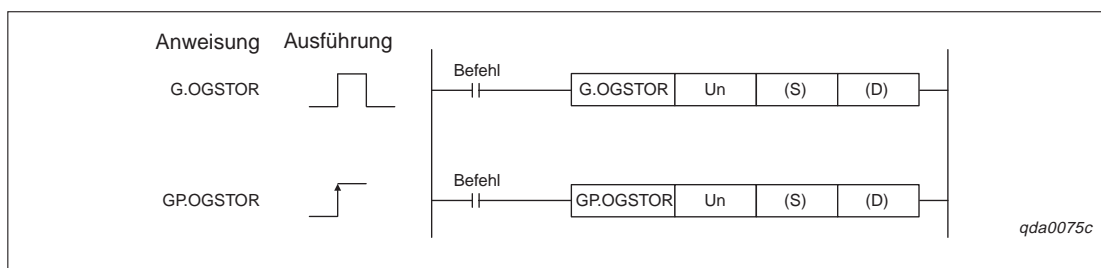 Anweisung Ausführung
Befehl
G.OGSTOR G.OGSTOR Un (S) (D)
Befehl
GP.OGSTOR GP.OGSTOR Un (S) (D)
qda0075c